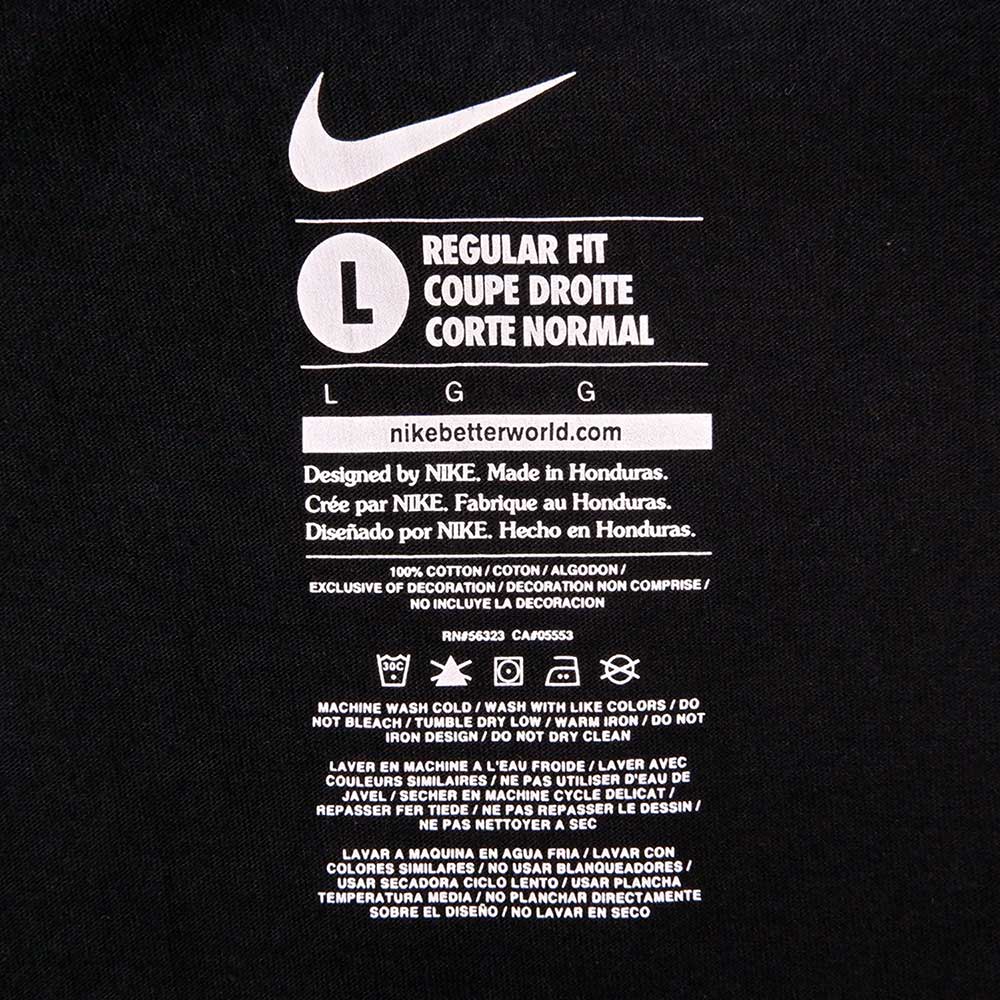 L
REGULAR FIT
COUPE DROITE
CORTE NORMAL
L G G
nikebetterworld.com
Designed by NIKE. Made in Honduras.
Crée par NIKE. Fabrique au Honduras.
Diseñado por NIKE. Hecho en Honduras.
100% COTTON / COTON / ALGODON /
EXCLUSIVE OF DECORATION / DECORATION NON COMPRISE /
NO INCLUYE LA DECORACION
RN#56323 CA#05553
30C
MACHINE WASH COLD / WASH WITH LIKE COLORS / DO
NOT BLEACH / TUMBLE DRY LOW / WARM IRON / DO NOT
IRON DESIGN / DO NOT DRY CLEAN
LAVER EN MACHINE A L'EAU FROIDE / LAVER AVEC
COULEURS SIMILAIRES / NE PAS UTILISER D'EAU DE
JAVEL / SECHER EN MACHINE CYCLE DELICAT /
REPASSER FER TIEDE / NE PAS REPASSER LE DESSIN /
NE PAS NETTOYER A SEC
LAVAR A MAQUINA EN AGUA FRIA / LAVAR CON
COLORES SIMILARES / NO USAR BLANQUEADORES /
USAR SECADORA CICLO LENTO / USAR PLANCHA
TEMPERATURA MEDIA / NO PLANCHAR DIRECTAMENTE
SOBRE EL DISEÑO / NO LAVAR EN SECO